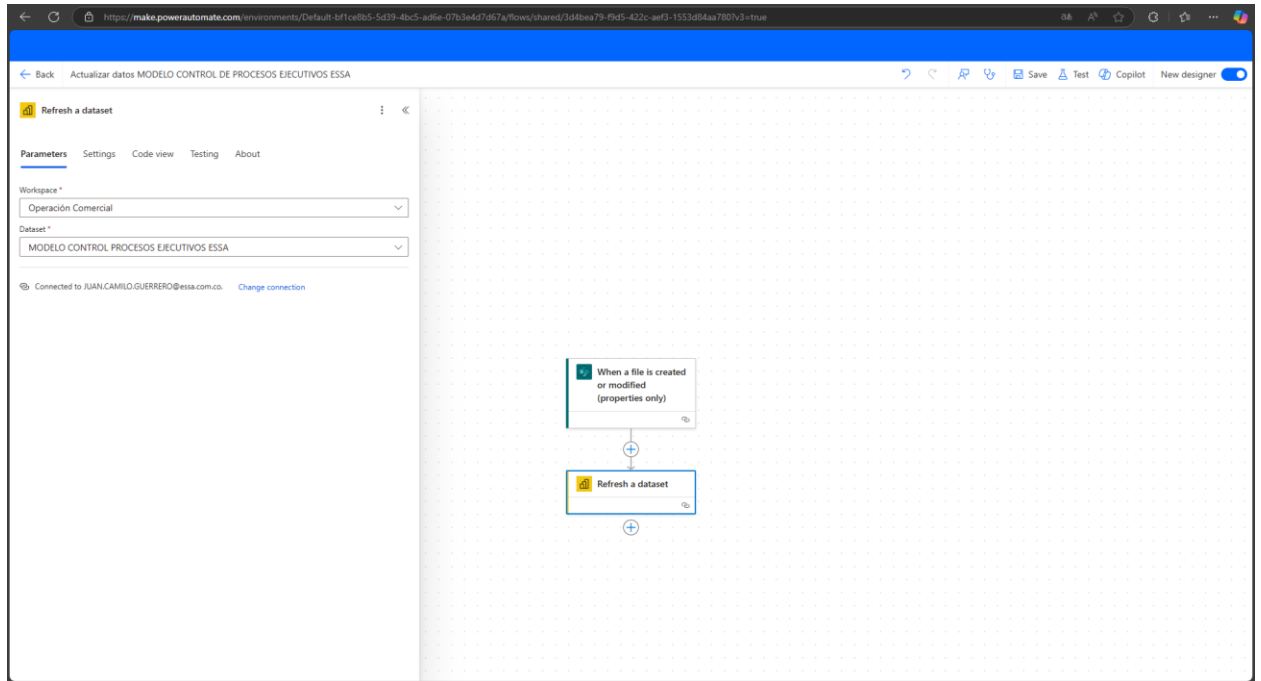 https://make.powerautomate.com/environments/Default-bf1ce8b5-5d39-4bc5-ad6e-07b3e4d7d67a/flows/shared/3d4bea79-f9d5-422c-aef3-1553d84aa780?v3=true
Back Actualizar datos MODELO CONTROL DE PROCESOS EJECUTIVOS ESSA
Save Test Copilot New designer
Refresh a dataset
Parameters Settings Code view Testing About
Workspace *
Operación Comercial
Dataset *
MODELO CONTROL PROCESOS EJECUTIVOS ESSA
Connected to JUAN.CAMILO.GUERRERO@essa.com.co. Change connection
When a file is created
or modified
(properties only)
Refresh a dataset